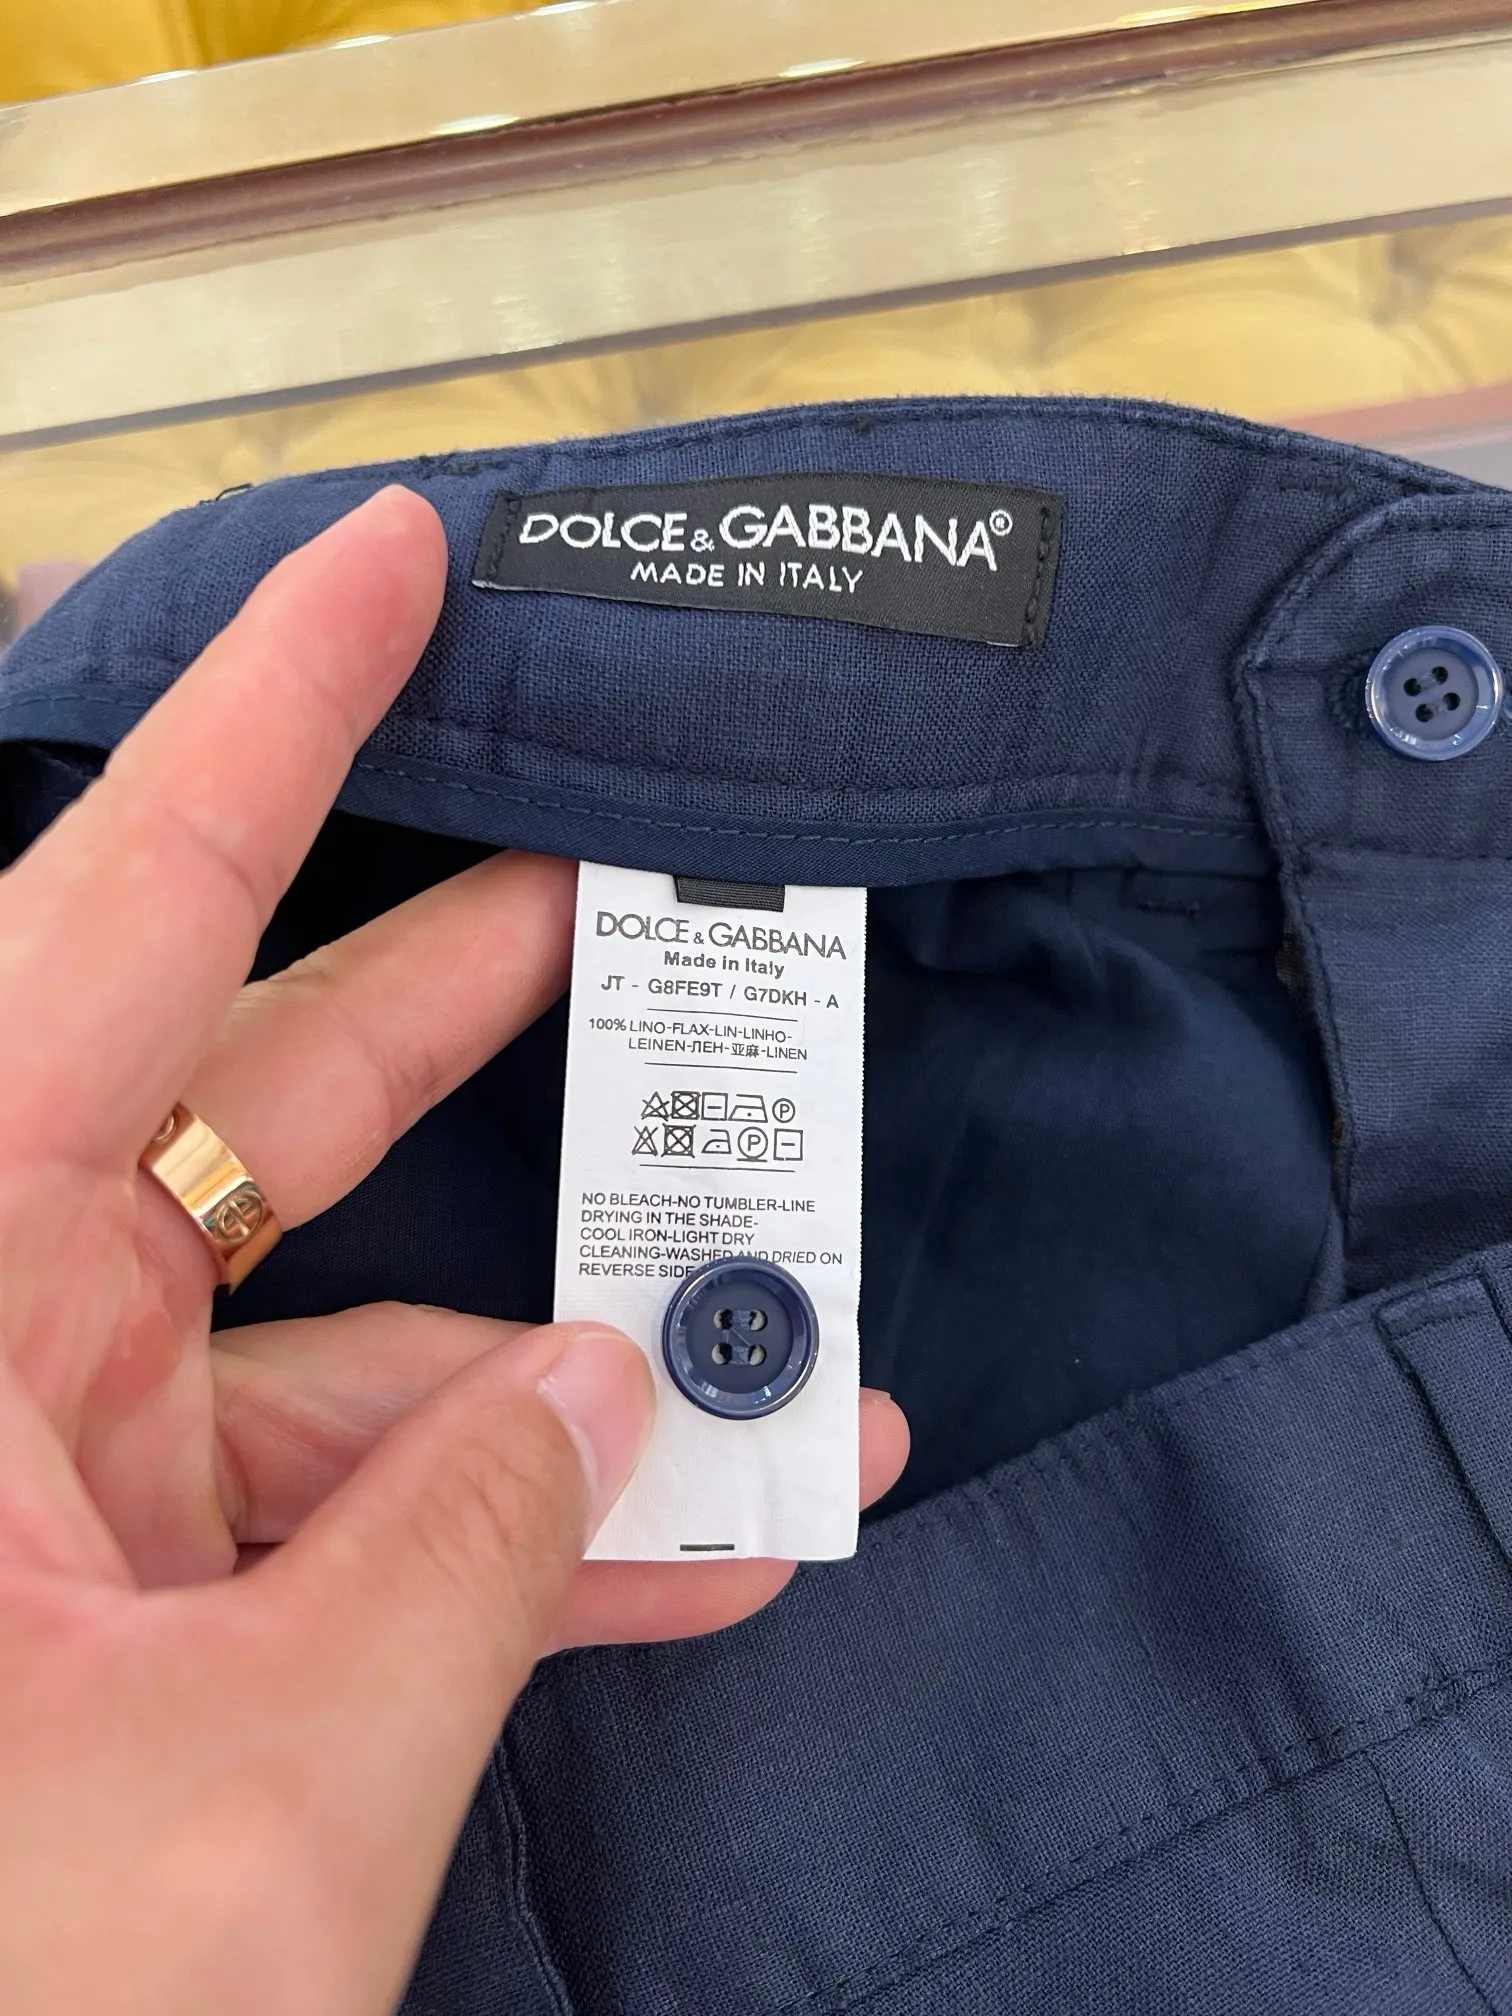 DOLCE & GABBANA®
MADE IN ITALY
DOLCE & GABBANA
Made in Italy
JT - G8FE9T / G7DKH - A
100% LINO-FLAX-LIN-LINHO-
LEINEN-ЛЕН-亚麻-LINEN
P
P
NO BLEACH-NO TUMBLER-LINE
DRYING IN THE SHADE-
COOL IRON-LIGHT DRY
CLEANING-WASHED AND DRIED ON
REVERSE SIDE